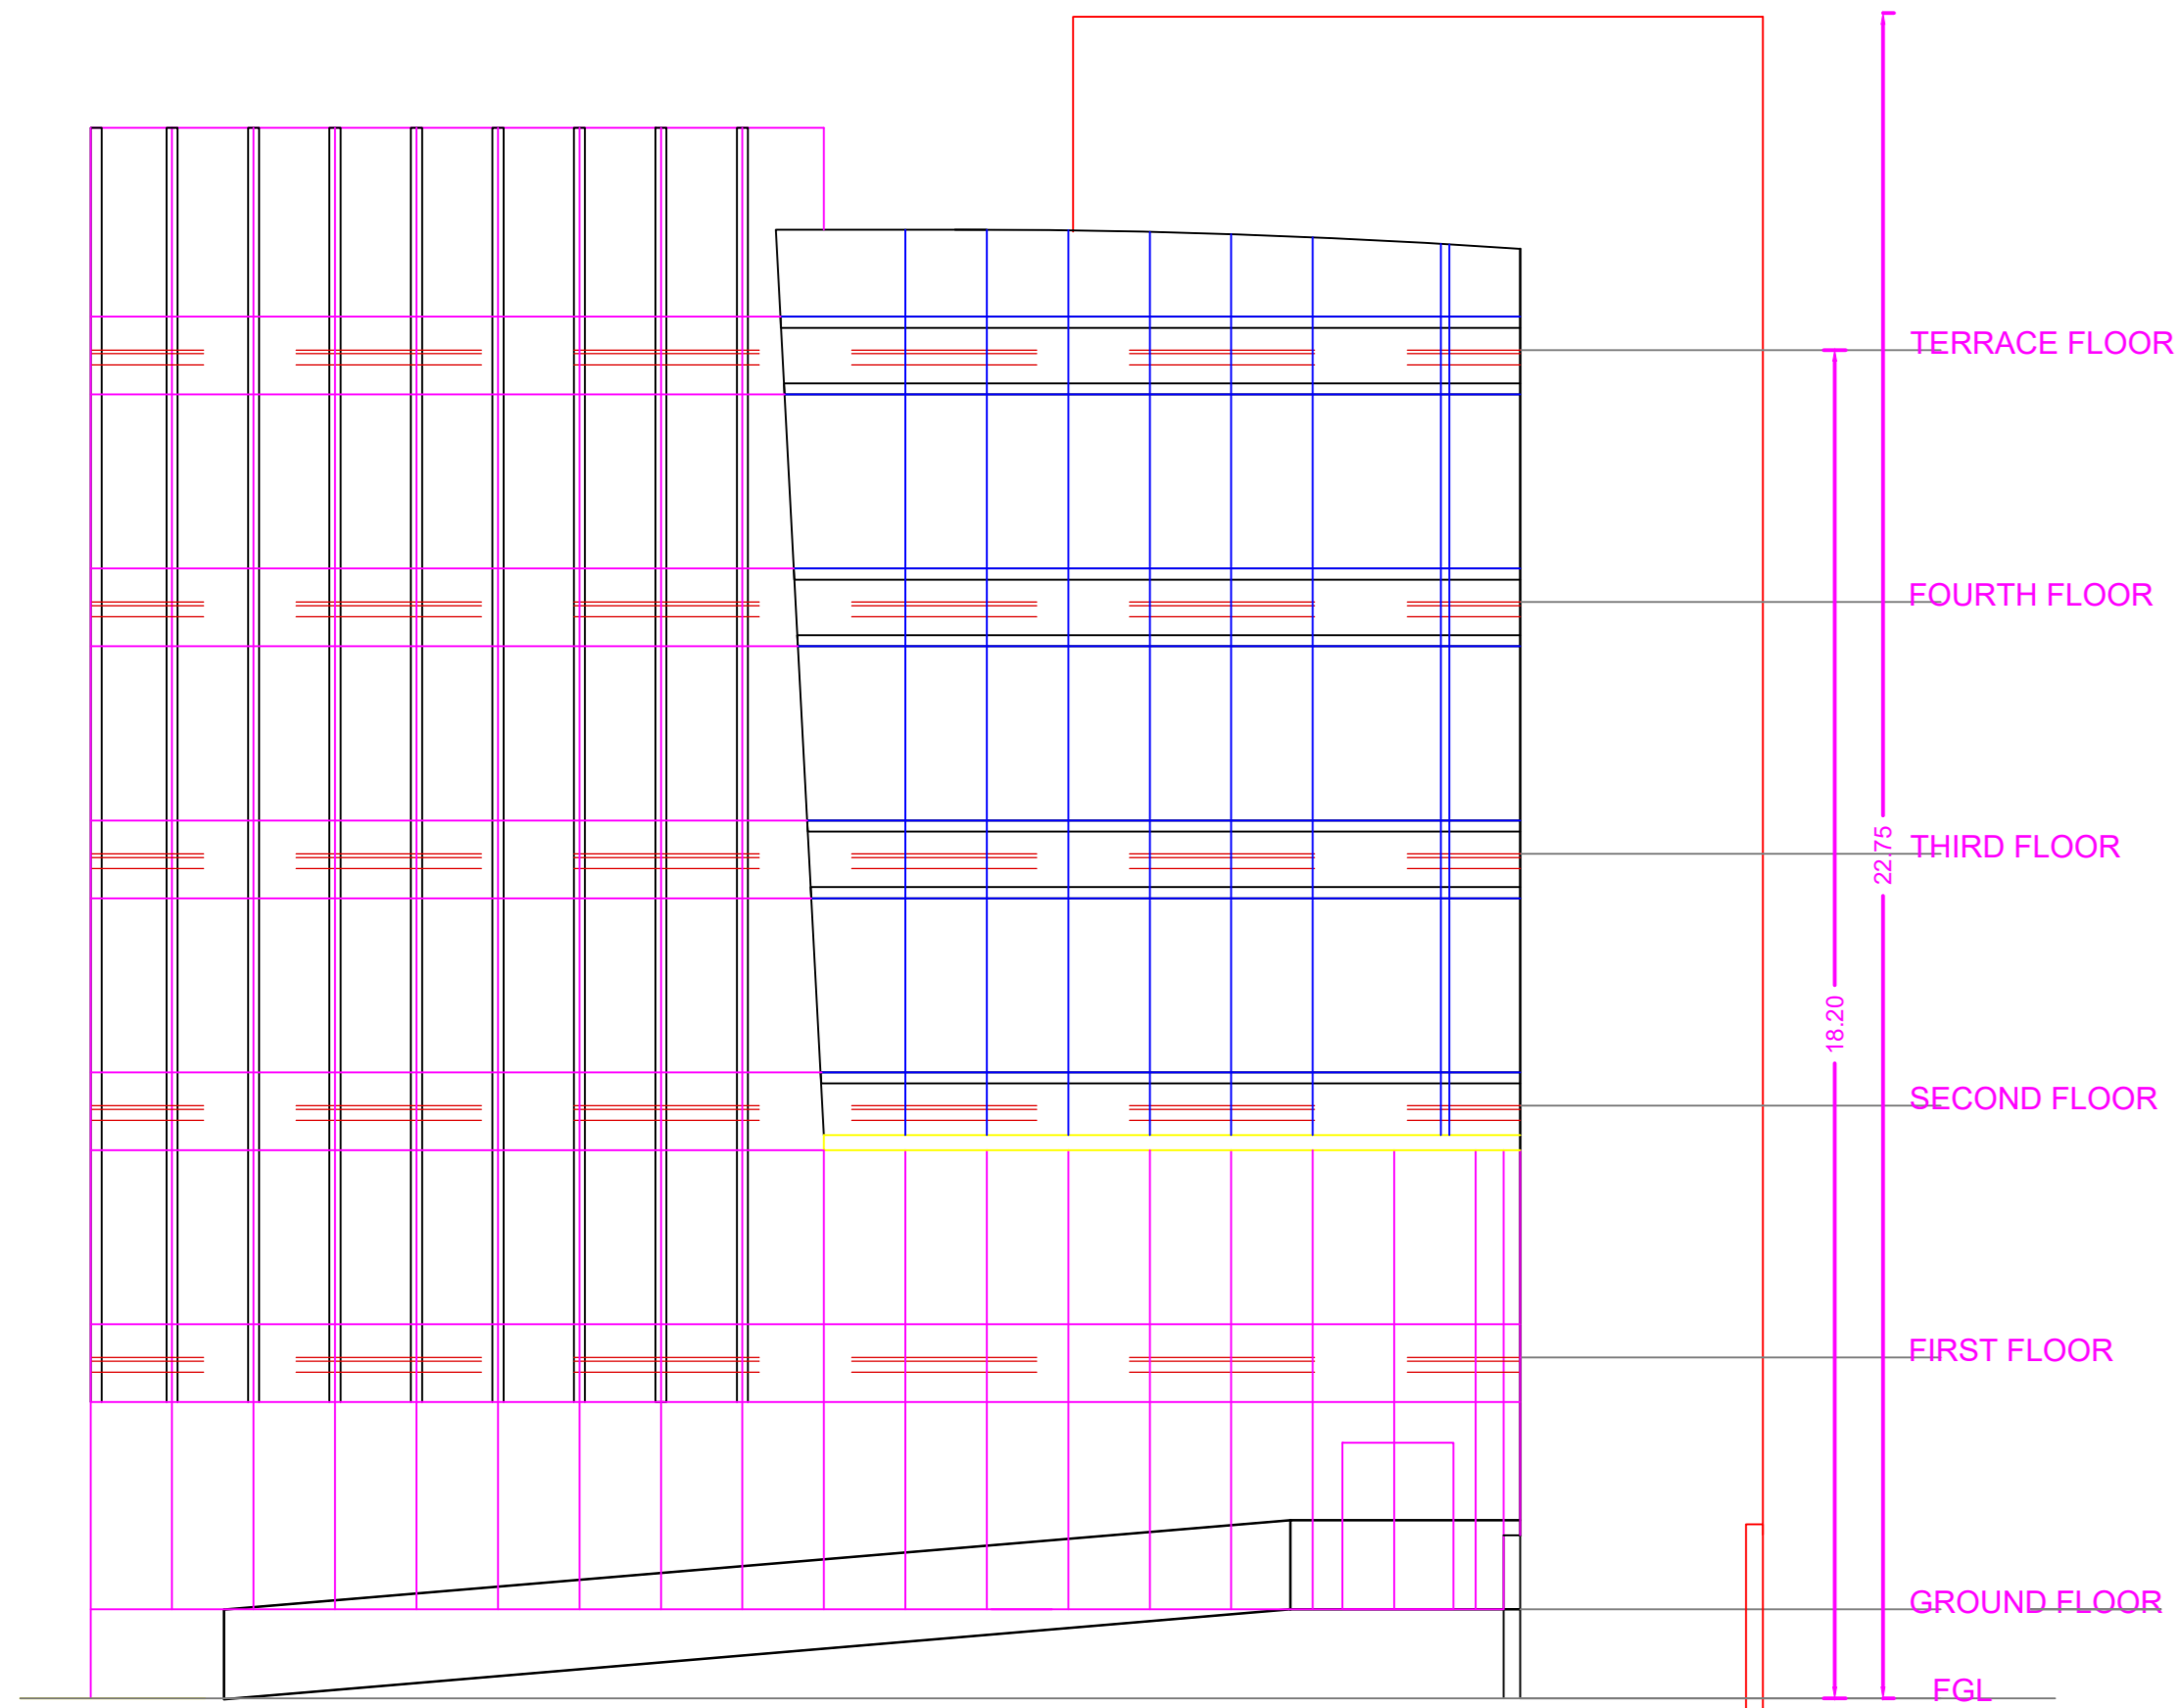 TERRACE FLOOR
FOURTH FLOOR
THIRD FLOOR
22.75
18.20
SECOND FLOOR
FIRST FLOOR
GROUND FLOOR
FGL